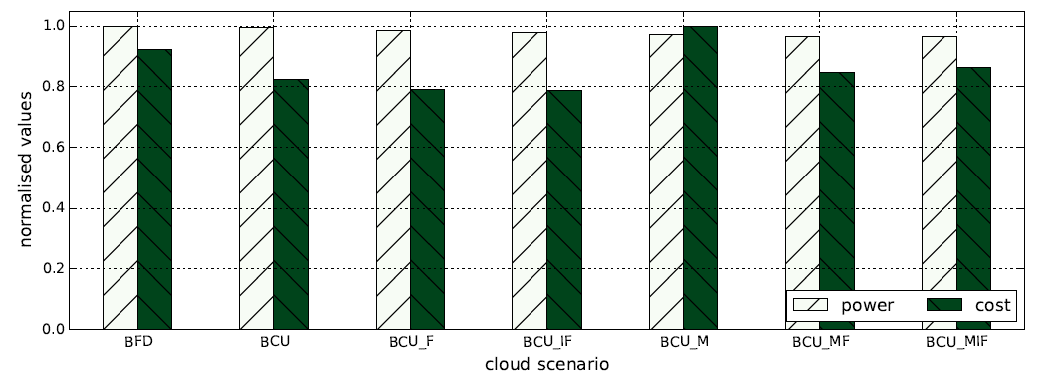 normalised values
1.0
0.8
0.6
0.4
0.2
0.0
power cost
BFD BCU BCU_F BCU_IF BCU_M BCU_MF BCU_MIF
cloud scenario